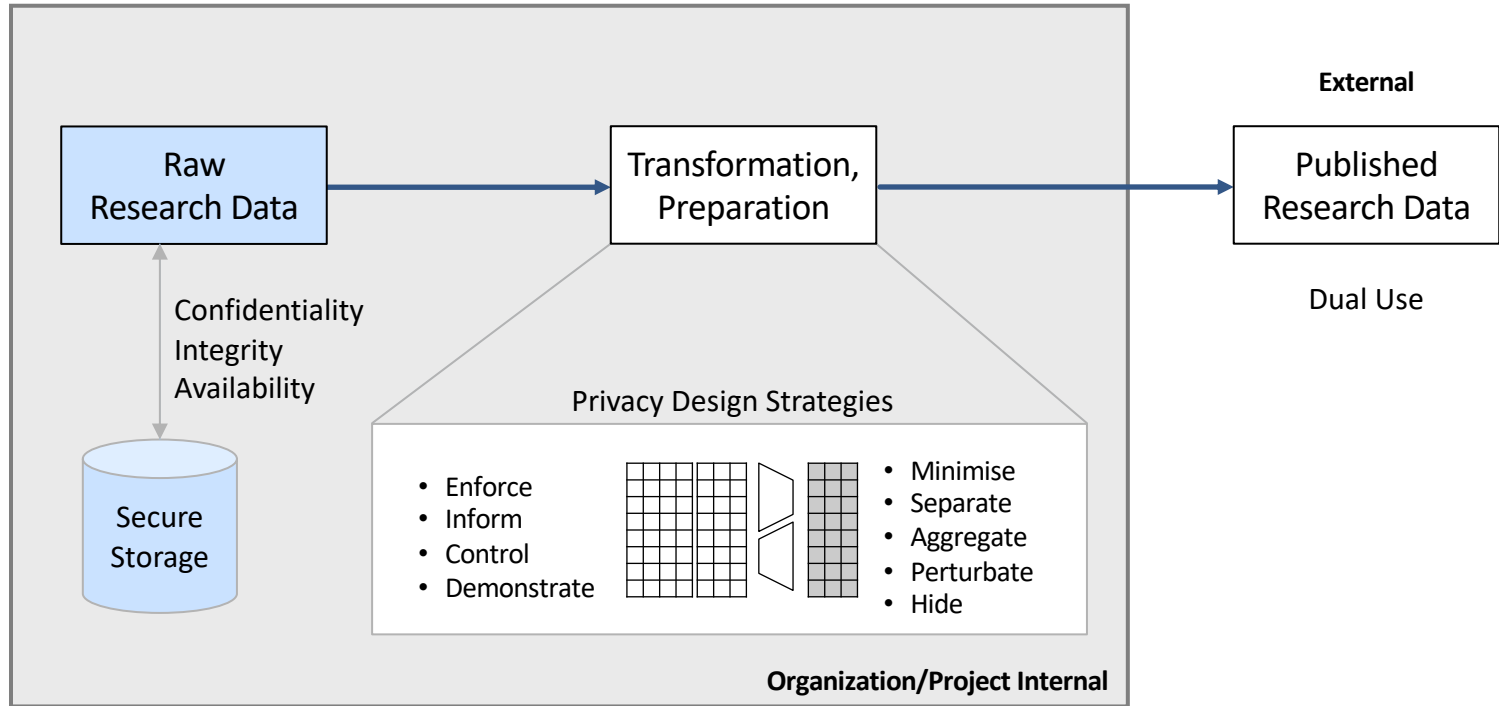 External
Raw
Research Data
Transformation,
Preparation
Published
Research Data
Dual Use
Confidentiality
Integrity
Availability
Secure
Storage
Privacy Design Strategies
• Enforce
• Inform
• Control
• Demonstrate
• Minimise
• Separate
• Aggregate
• Perturbate
• Hide
Organization/Project Internal